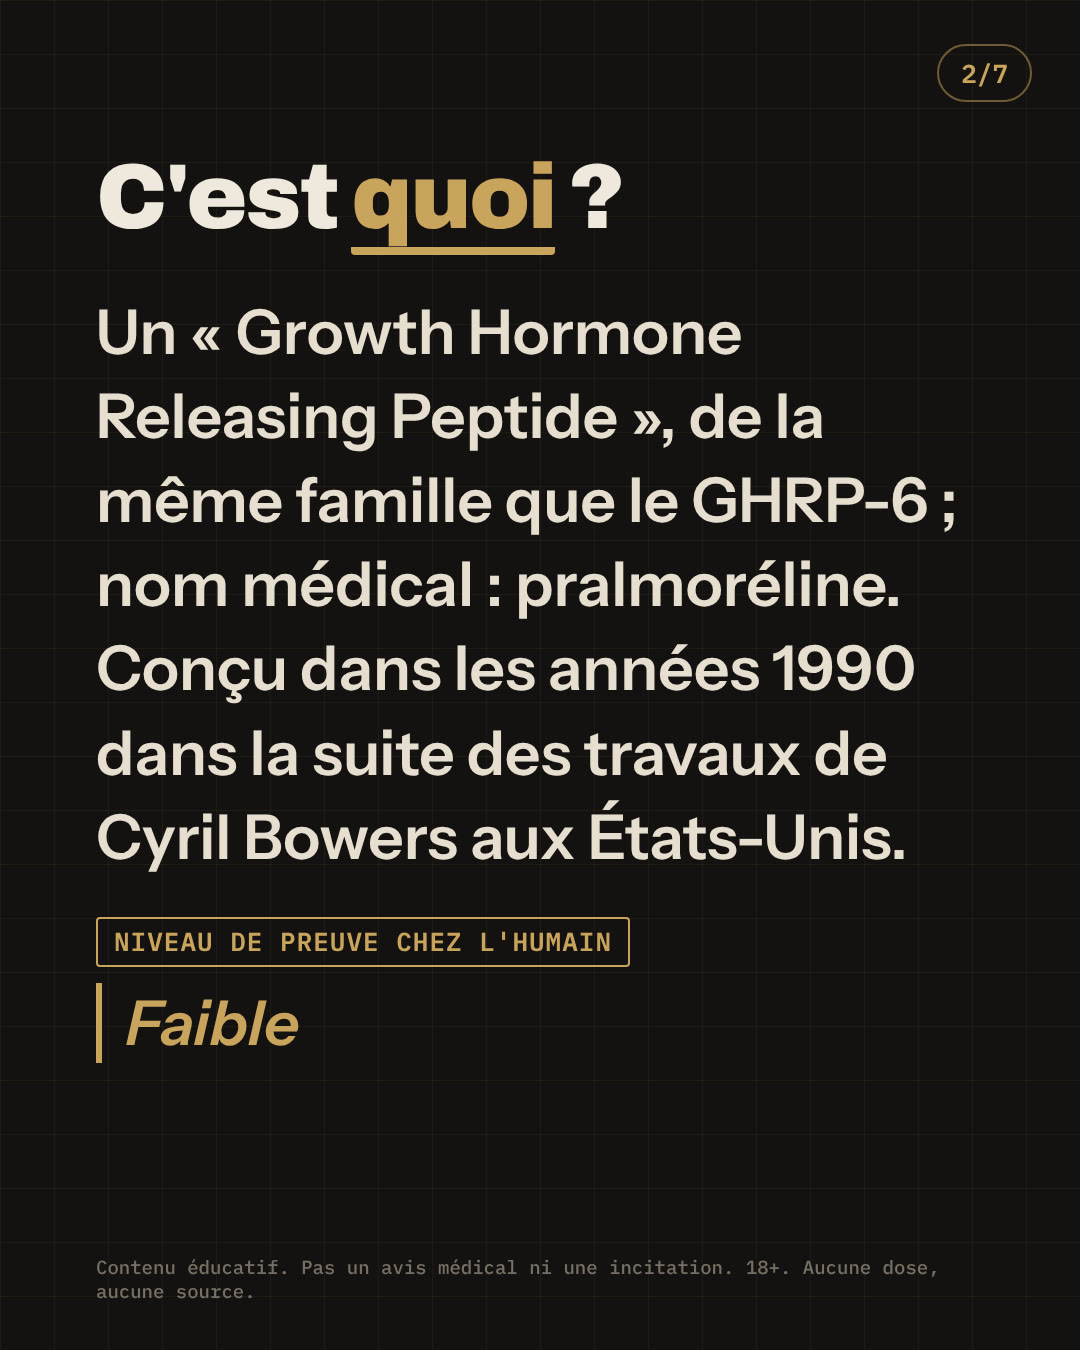 2/7
C'est quoi ?
Un « Growth Hormone
Releasing Peptide », de la
même famille que le GHRP-6 ;
nom médical : pralmoréline.
Conçu dans les années 1990
dans la suite des travaux de
Cyril Bowers aux États-Unis.
NIVEAU DE PREUVE CHEZ L'HUMAIN
Faible
Contenu éducatif. Pas un avis médical ni une incitation. 18+. Aucune dose,
aucune source.